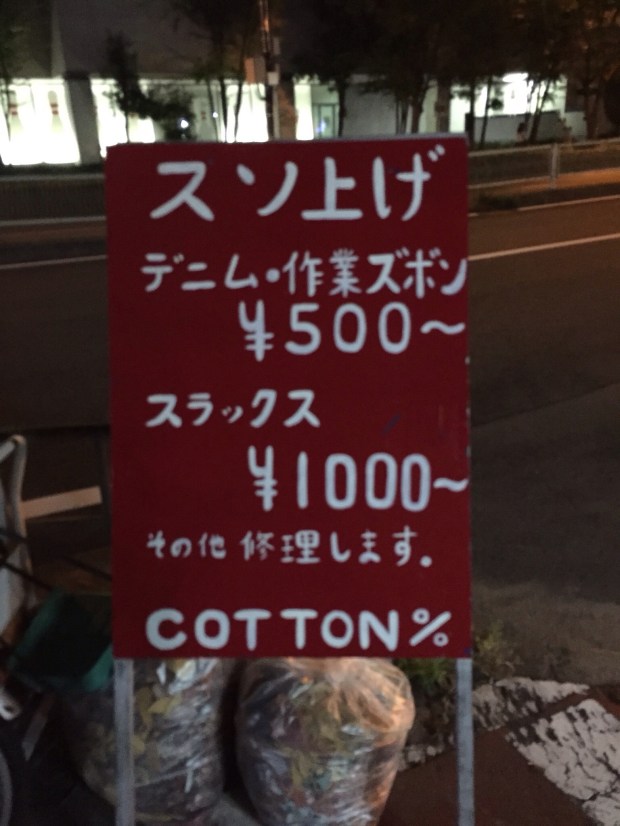 スソ上げ
デニム・作業ズボン
¥500〜
スラックス
¥1000〜
その他 修理します。
COTTON%